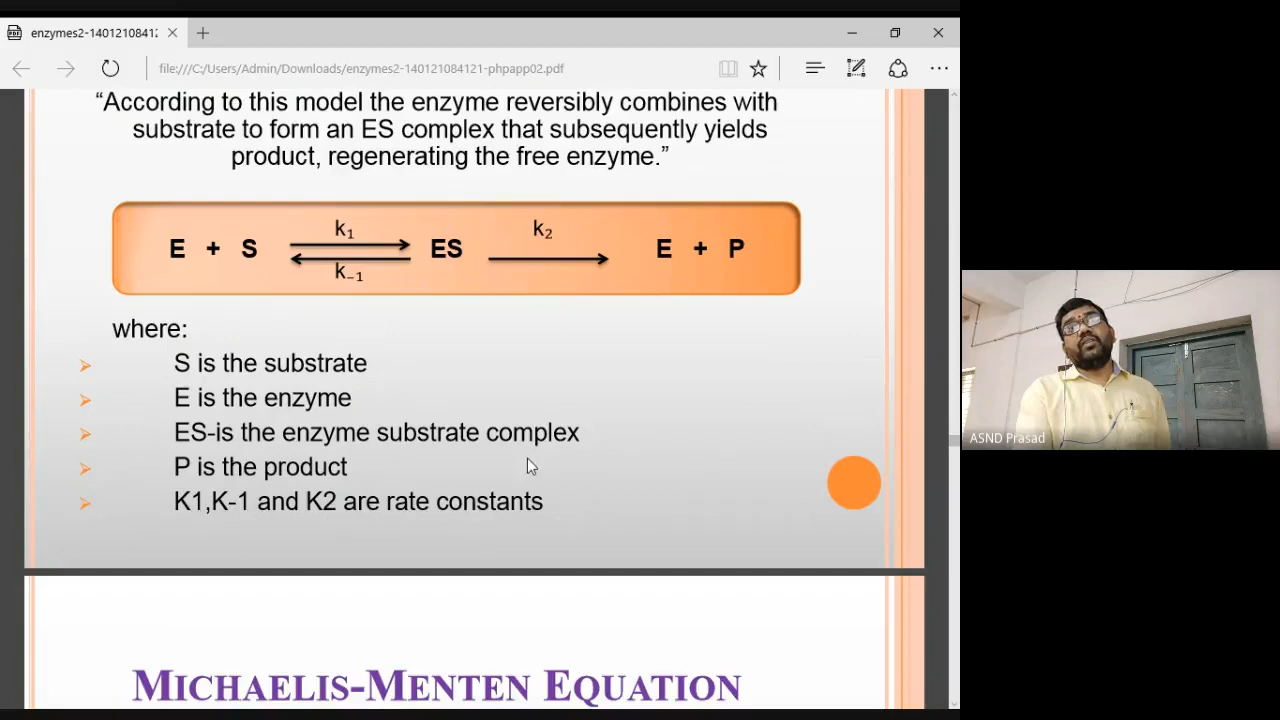 enzymes2-14012108412
file:///C:/Users/Admin/Downloads/enzymes2-140121084121-phpapp02.pdf
“According to this model the enzyme reversibly combines with
substrate to form an ES complex that subsequently yields
product, regenerating the free enzyme.”
k₁ k₂
E + S ES E + P
k₋₁
where:
S is the substrate
E is the enzyme
ES-is the enzyme substrate complex
P is the product
K1,K-1 and K2 are rate constants
MICHAELIS-MENTEN EQUATION
ASND Prasad